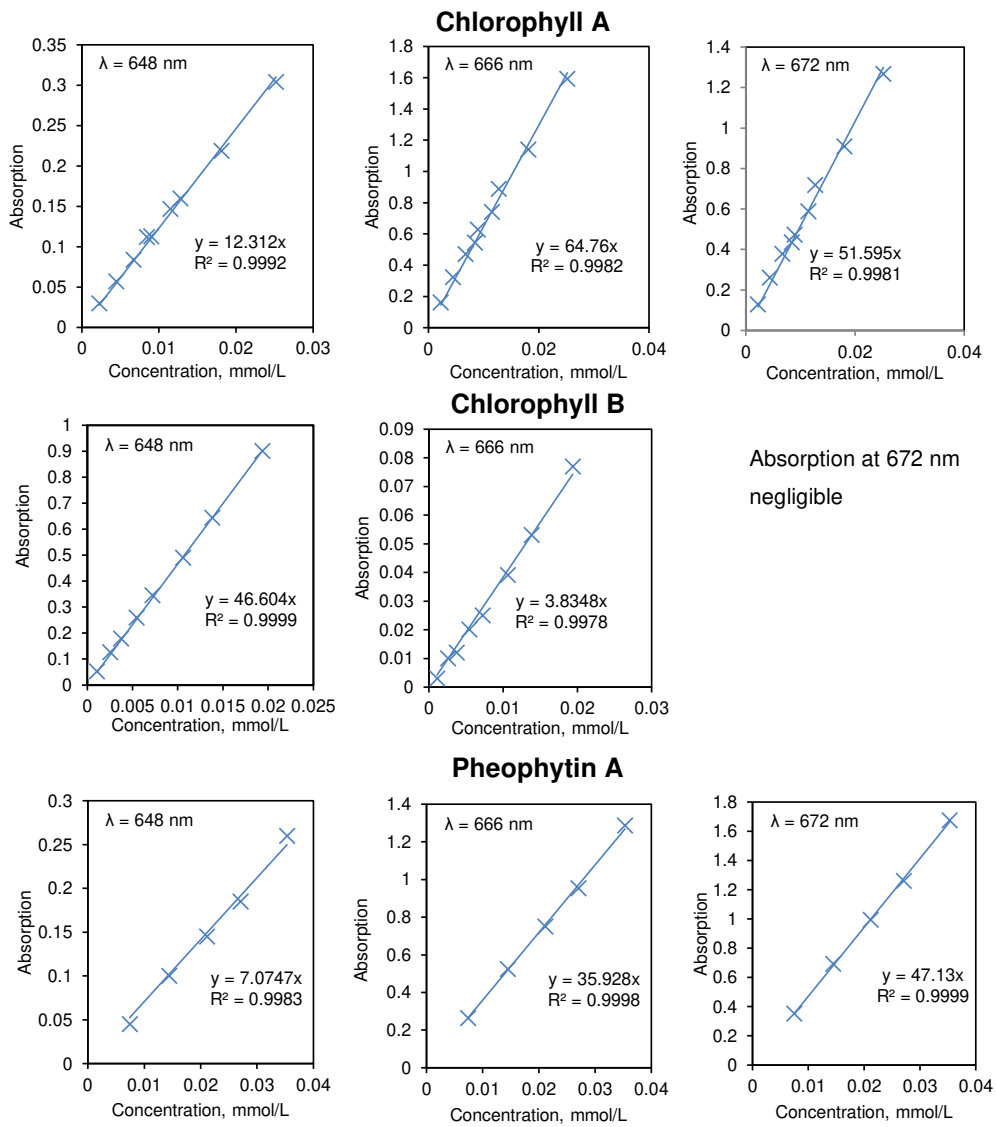 Chlorophyll A
λ = 648 nm
0.35
0.3
0.25
0.2
0.15
0.1
0.05
0
Absorption
y = 12.312x
R² = 0.9992
0
0.01
0.02
0.03
Concentration, mmol/L
λ = 666 nm
1.8
1.6
1.4
1.2
1
0.8
0.6
0.4
0.2
0
Absorption
y = 64.76x
R² = 0.9982
0
0.01
0.02
0.03
0.04
Concentration, mmol/L
λ = 672 nm
1.4
1.2
1
0.8
0.6
0.4
0.2
0
Absorption
y = 51.595x
R² = 0.9981
0
0.02
0.04
Concentration, mmol/L
Chlorophyll B
λ = 648 nm
1
0.9
0.8
0.7
0.6
0.5
0.4
0.3
0.2
0.1
0
Absorption
y = 46.604x
R² = 0.9999
0
0.005
0.01
0.015
0.02
0.025
Concentration, mmol/L
λ = 666 nm
0.09
0.08
0.07
0.06
0.05
0.04
0.03
0.02
0.01
0
Absorption
y = 3.8348x
R² = 0.9978
0
0.01
0.02
0.03
Concentration, mmol/L
Absorption at 672 nm
negligible
Pheophytin A
λ = 648 nm
0.3
0.25
0.2
0.15
0.1
0.05
0
Absorption
y = 7.0747x
R² = 0.9983
0
0.01
0.02
0.03
0.04
Concentration, mmol/L
λ = 666 nm
1.4
1.2
1
0.8
0.6
0.4
0.2
0
Absorption
y = 35.928x
R² = 0.9998
0
0.01
0.02
0.03
0.04
Concentration, mmol/L
λ = 672 nm
1.8
1.6
1.4
1.2
1
0.8
0.6
0.4
0.2
0
Absorption
y = 47.13x
R² = 0.9999
0
0.01
0.02
0.03
0.04
Concentration, mmol/L